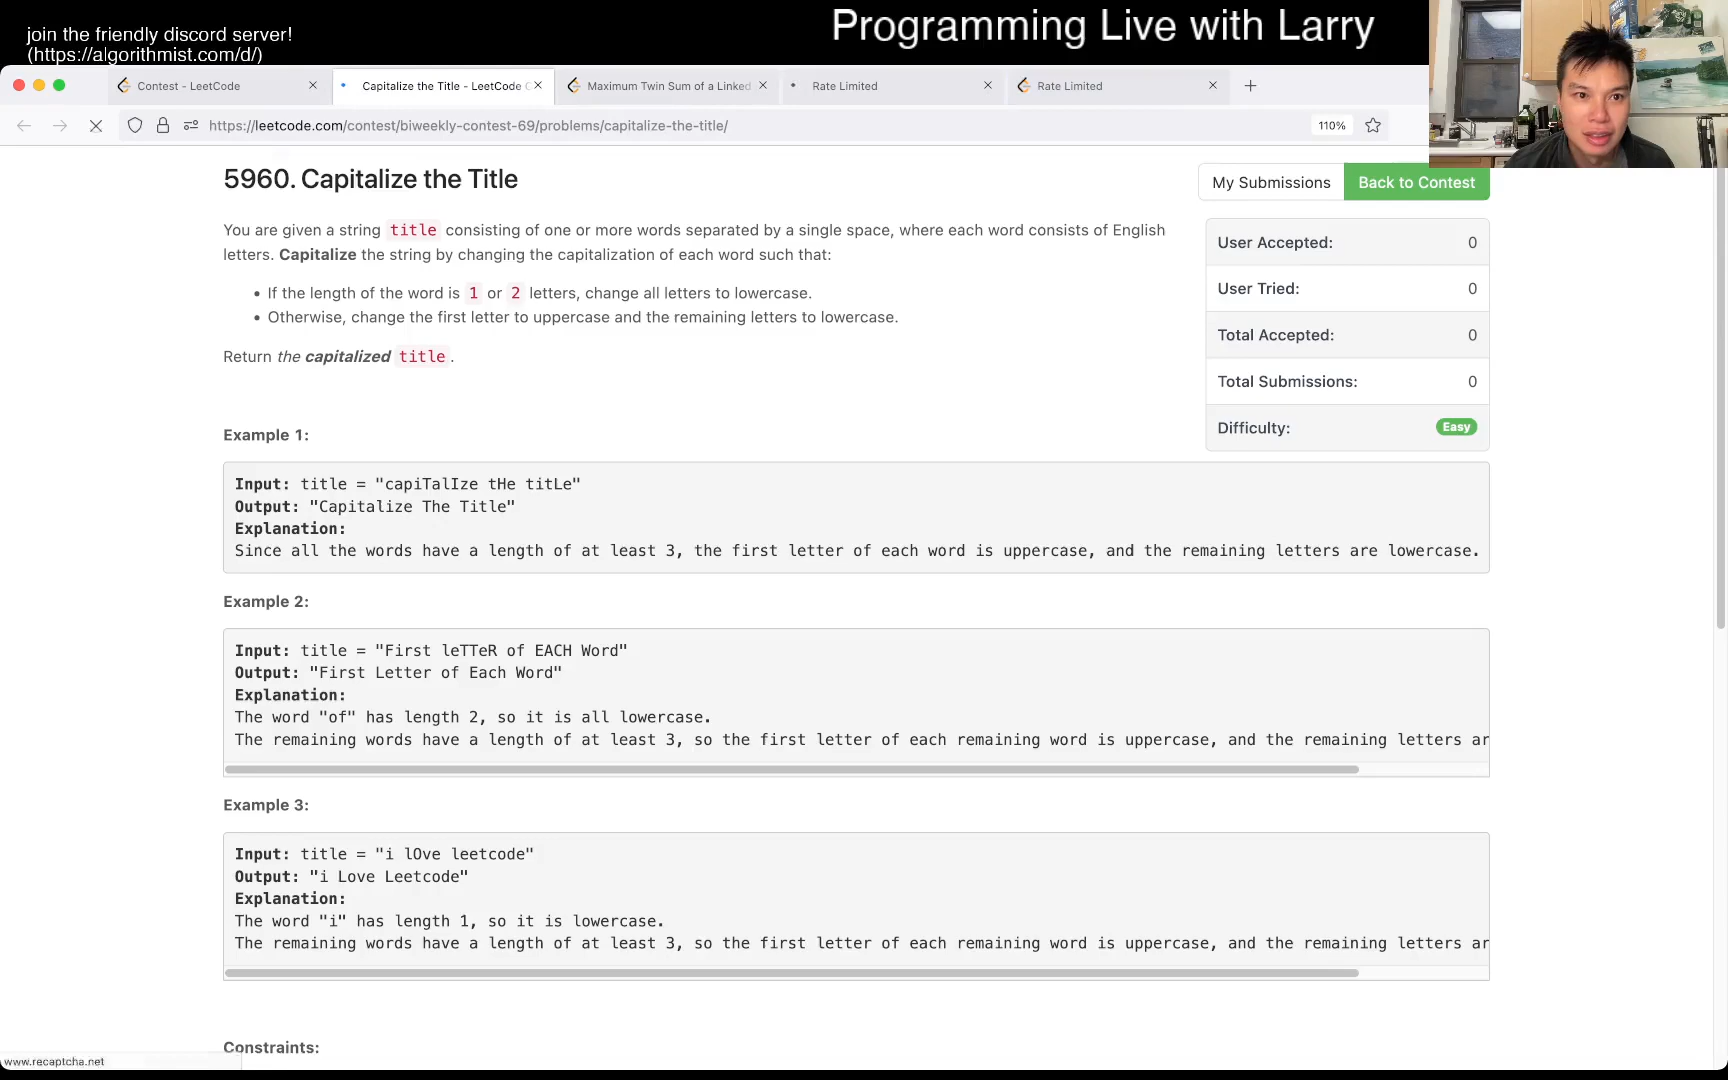 join the friendly discord server!
(https://algorithmist.com/d/)
Programming Live with Larry
Contest - LeetCode
Capitalize the Title - LeetCode C
Maximum Twin Sum of a Linked
Rate Limited
Rate Limited
https://leetcode.com/contest/biweekly-contest-69/problems/capitalize-the-title/
110%
5960. Capitalize the Title
My Submissions
Back to Contest
You are given a string title consisting of one or more words separated by a single space, where each word consists of English
letters. Capitalize the string by changing the capitalization of each word such that:
• If the length of the word is 1 or 2 letters, change all letters to lowercase.
• Otherwise, change the first letter to uppercase and the remaining letters to lowercase.
Return the capitalized title.
User Accepted: 0
User Tried: 0
Total Accepted: 0
Total Submissions: 0
Difficulty: Easy
Example 1:
Input: title = "capiTalIze tHe titLe"
Output: "Capitalize The Title"
Explanation:
Since all the words have a length of at least 3, the first letter of each word is uppercase, and the remaining letters are lowercase.
Example 2:
Input: title = "First leTTeR of EACH Word"
Output: "First Letter of Each Word"
Explanation:
The word "of" has length 2, so it is all lowercase.
The remaining words have a length of at least 3, so the first letter of each remaining word is uppercase, and the remaining letters ar
Example 3:
Input: title = "i lOve leetcode"
Output: "i Love Leetcode"
Explanation:
The word "i" has length 1, so it is lowercase.
The remaining words have a length of at least 3, so the first letter of each remaining word is uppercase, and the remaining letters ar
Constraints:
www.recaptcha.net